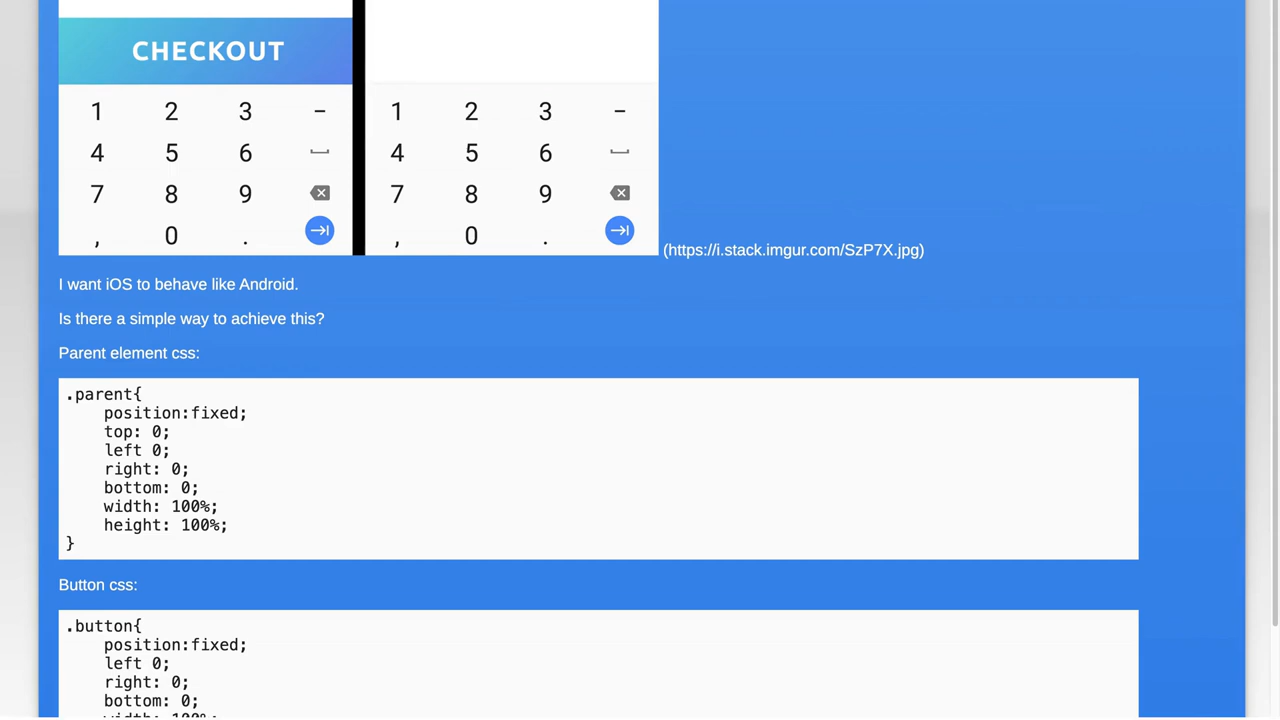 CHECKOUT
1 2 3 – 1 2 3 –
4 5 6 4 5 6
7 8 9 7 8 9
, 0 . , 0 .
(https://i.stack.imgur.com/SzP7X.jpg)
I want iOS to behave like Android.
Is there a simple way to achieve this?
Parent element css:
.parent{
position:fixed;
top: 0;
left 0;
right: 0;
bottom: 0;
width: 100%;
height: 100%;
}
Button css:
.button{
position:fixed;
left 0;
right: 0;
bottom: 0;
width: 100%;